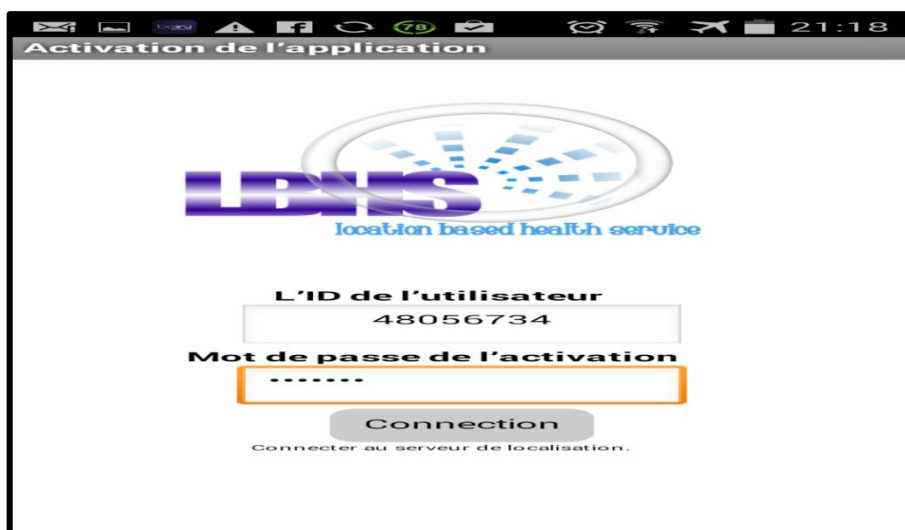 78 21:18
Activation de l'application
LBHS
location based health service
L'ID de l'utilisateur
48056734
Mot de passe de l'activation
•••••••
Connection
Connecter au serveur de localisation.